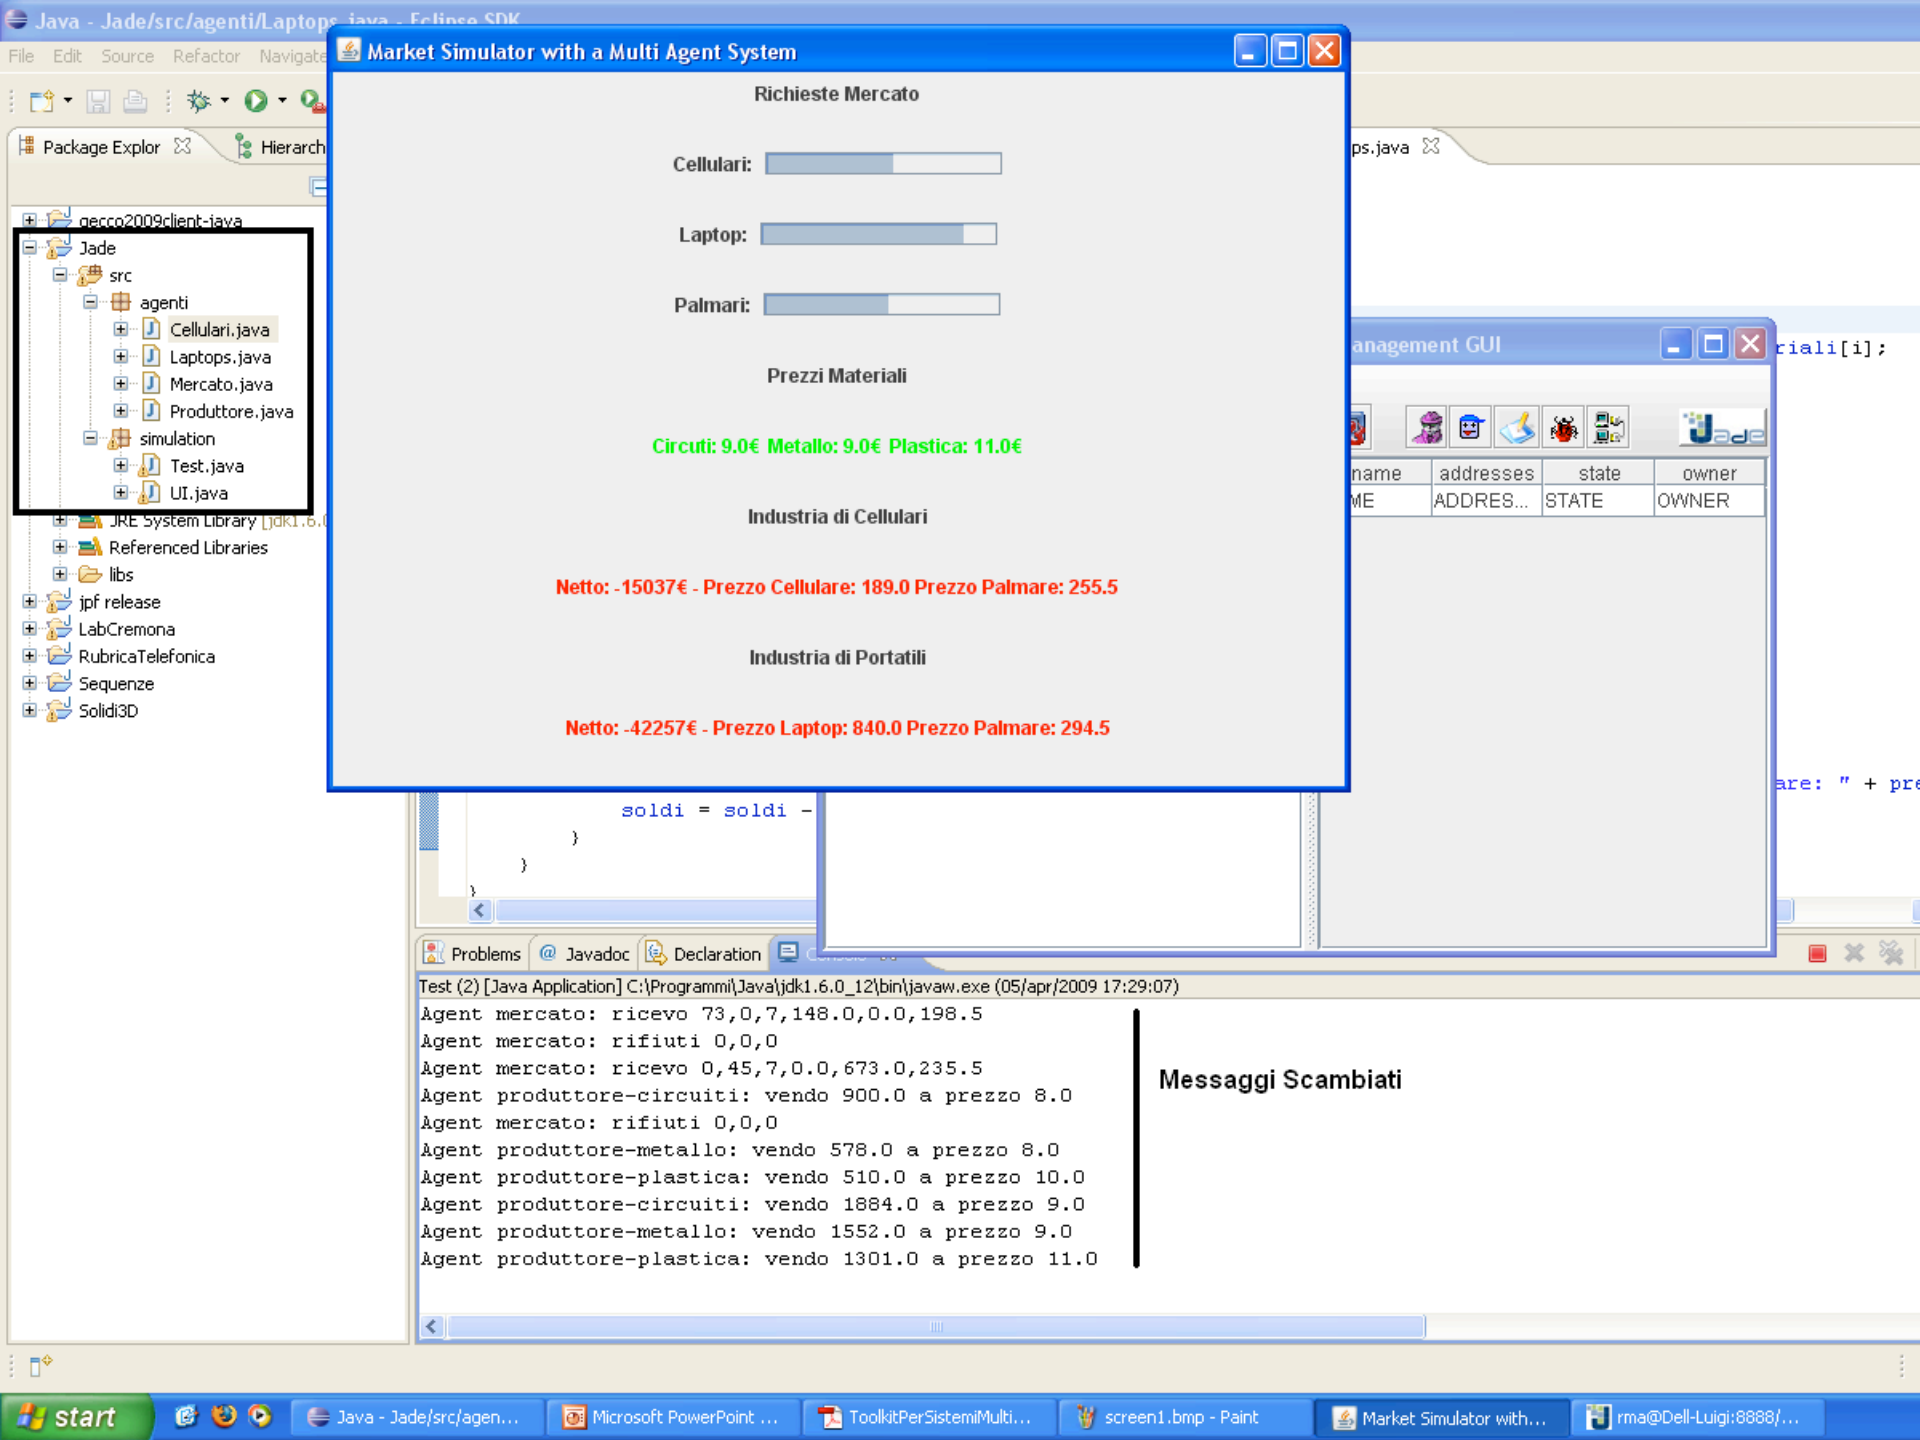 Java - Jade/src/agenti/Laptops.java - Eclipse SDK
File Edit Source Refactor Navigate
Market Simulator with a Multi Agent System
Richieste Mercato
Cellulari:
Laptop:
Palmari:
Prezzi Materiali
Circuti: 9.0€ Metallo: 9.0€ Plastica: 11.0€
Industria di Cellulari
Netto: -15037€ - Prezzo Cellulare: 189.0 Prezzo Palmare: 255.5
Industria di Portatili
Netto: -42257€ - Prezzo Laptop: 840.0 Prezzo Palmare: 294.5
Package Explor
Hierarch
ps.java
gecco2009client-java
Jade
src
agenti
Cellulari.java
Laptops.java
Mercato.java
Produttore.java
simulation
Test.java
UI.java
JRE System Library [jdk1.6.0
Referenced Libraries
libs
jpf release
LabCremona
RubricaTelefonica
Sequenze
Solidi3D
anagement GUI
riali[i];
Jade
name addresses state owner
ME ADDRES... STATE OWNER
are: " + pre
soldi = soldi -
}
}
}
Problems @ Javadoc Declaration Console
Test (2) [Java Application] C:\Programmi\Java\jdk1.6.0_12\bin\javaw.exe (05/apr/2009 17:29:07)
Agent mercato: ricevo 73,0,7,148.0,0.0,198.5
Agent mercato: rifiuti 0,0,0
Agent mercato: ricevo 0,45,7,0.0,673.0,235.5
Agent produttore-circuiti: vendo 900.0 a prezzo 8.0
Agent mercato: rifiuti 0,0,0
Agent produttore-metallo: vendo 578.0 a prezzo 8.0
Agent produttore-plastica: vendo 510.0 a prezzo 10.0
Agent produttore-circuiti: vendo 1884.0 a prezzo 9.0
Agent produttore-metallo: vendo 1552.0 a prezzo 9.0
Agent produttore-plastica: vendo 1301.0 a prezzo 11.0
Messaggi Scambiati
start
Java - Jade/src/agen...
Microsoft PowerPoint ...
ToolkitPerSistemiMulti...
screen1.bmp - Paint
Market Simulator with...
rma@Dell-Luigi:8888/...